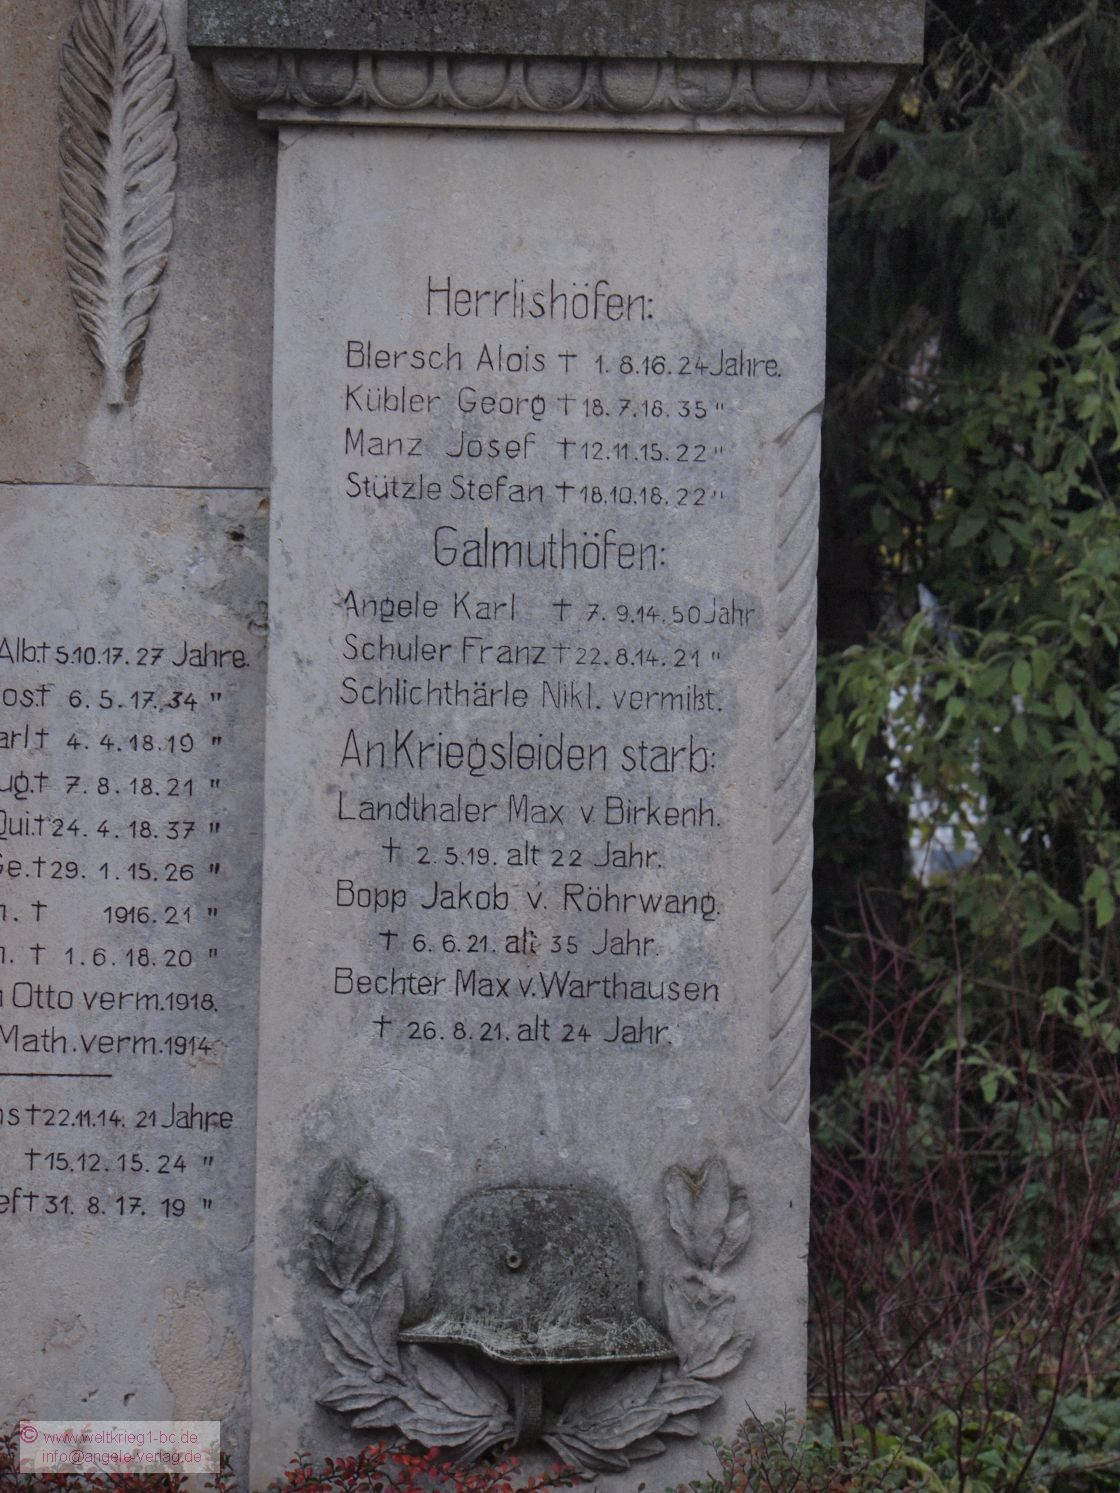 Alb.† 5.10.17. 27 Jahre.
† 6. 5. 17. 34 "
† 4. 4. 18. 19 "
† 7. 8. 18. 21 "
Qui.† 24. 4. 18. 37 "
Ge.† 29. 1. 15. 26 "
† 1916. 21 "
† 1. 6. 18. 20 "
Otto verm. 1918.
Math. verm. 1914
† 22.11.14. 21 Jahre
† 15.12.15. 24 "
† 31. 8. 17. 19 "
Herrlishöfen:
Blersch Alois † 1. 8.16. 24 Jahre.
Kübler Georg † 18. 7. 18. 35 "
Manz Josef † 12.11.15. 22 "
Stützle Stefan † 18.10.18. 22 "
Galmuthöfen:
Angele Karl † 7. 9.14. 50 Jahr
Schuler Franz † 22. 8.14. 21 "
Schlichthärle Nikl. vermißt.
An Kriegsleiden starb:
Landthaler Max v Birkenh.
† 2. 5. 19. alt 22 Jahr.
Bopp Jakob v. Röhrwang.
† 6. 6. 21. alt 35 Jahr.
Bechter Max v. Warthausen
† 26. 8. 21. alt 24 Jahr.
© www.weltkrieg1-bc.de
info@angele-verlag.de